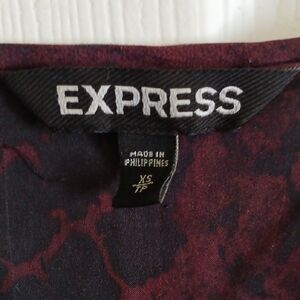 EXPRESS
MADE IN
PHILIPPINES
XS
TP